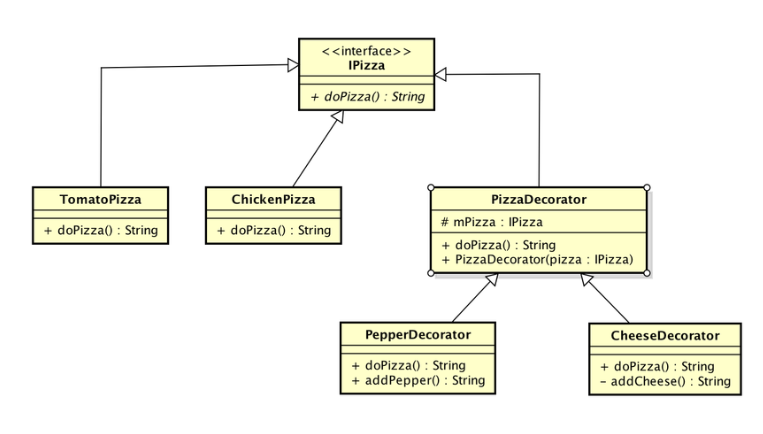 <<interface>>
IPizza
+ doPizza() : String
TomatoPizza
+ doPizza() : String
ChickenPizza
+ doPizza() : String
PizzaDecorator
# mPizza : IPizza
+ doPizza() : String
+ PizzaDecorator(pizza : IPizza)
PepperDecorator
+ doPizza() : String
+ addPepper() : String
CheeseDecorator
+ doPizza() : String
- addCheese() : String